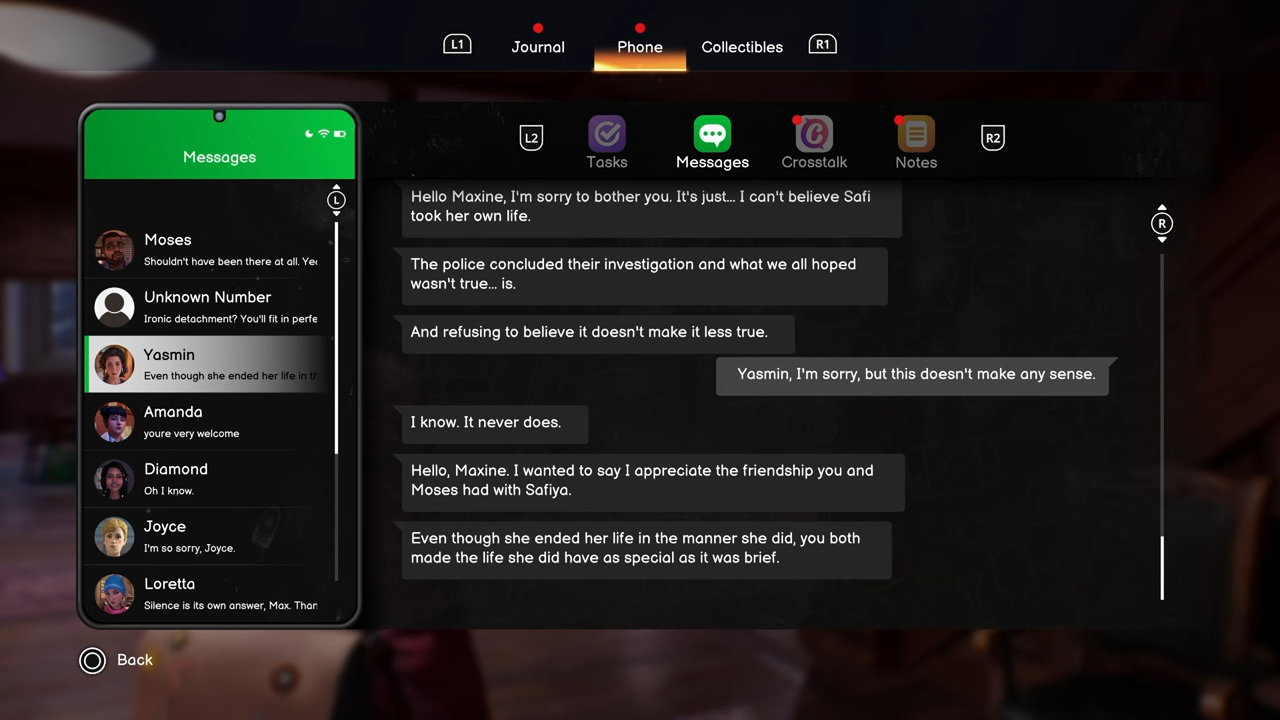 L1
Journal
Phone
Collectibles
R1
Messages
L2
Tasks
Messages
Crosstalk
Notes
R2
L
Moses
Shouldn't have been there at all. Yea
Unknown Number
Ironic detachment? You'll fit in perfe
Yasmin
Even though she ended her life in th
Amanda
youre very welcome
Diamond
Oh I know.
Joyce
I'm so sorry, Joyce.
Loretta
Silence is its own answer, Max. Than
Hello Maxine, I'm sorry to bother you. It's just... I can't believe Safi
took her own life.
The police concluded their investigation and what we all hoped
wasn't true... is.
And refusing to believe it doesn't make it less true.
Yasmin, I'm sorry, but this doesn't make any sense.
I know. It never does.
Hello, Maxine. I wanted to say I appreciate the friendship you and
Moses had with Safiya.
Even though she ended her life in the manner she did, you both
made the life she did have as special as it was brief.
R
Back